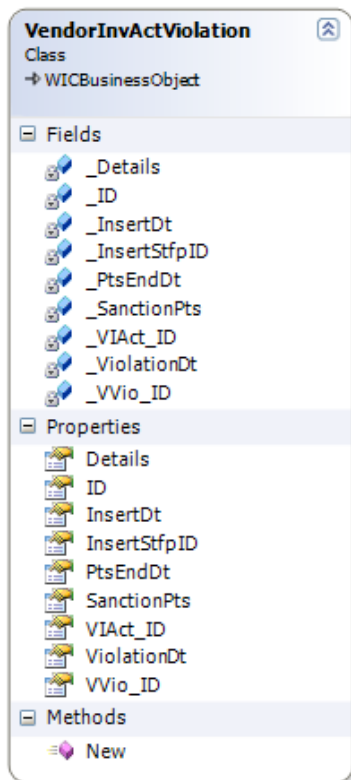 VendorInvActViolation
Class
WICBusinessObject
Fields
_Details
_ID
_InsertDt
_InsertStfpID
_PtsEndDt
_SanctionPts
_VIAct_ID
_ViolationDt
_VVio_ID
Properties
Details
ID
InsertDt
InsertStfpID
PtsEndDt
SanctionPts
VIAct_ID
ViolationDt
VVio_ID
Methods
New